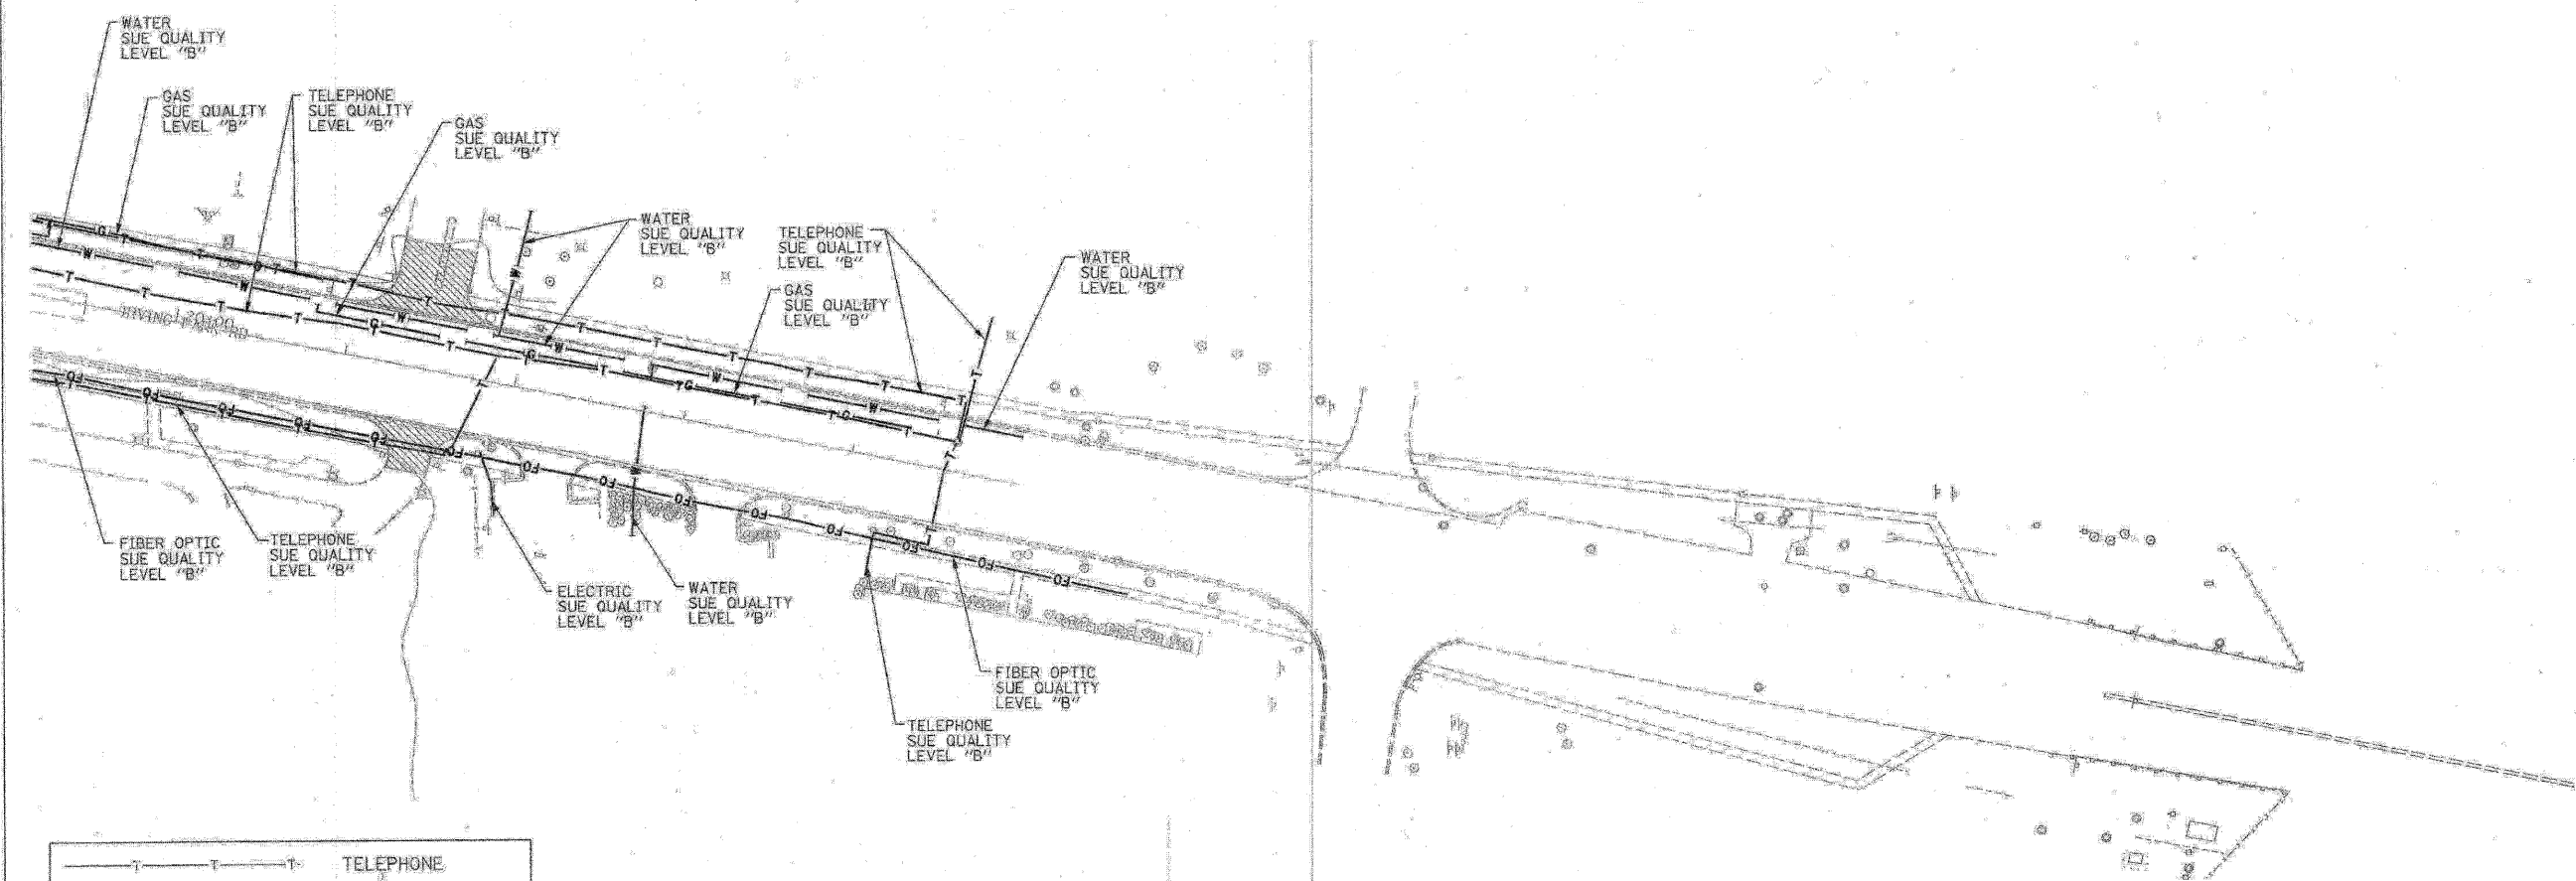 WATER
SUE QUALITY
LEVEL "B"
GAS
SUE QUALITY
LEVEL "B"
TELEPHONE
SUE QUALITY
LEVEL "B"
GAS
SUE QUALITY
LEVEL "B"
WATER
SUE QUALITY
LEVEL "B"
TELEPHONE
SUE QUALITY
LEVEL "B"
GAS
SUE QUALITY
LEVEL "B"
WATER
SUE QUALITY
LEVEL "B"
FIBER OPTIC
SUE QUALITY
LEVEL "B"
TELEPHONE
SUE QUALITY
LEVEL "B"
ELECTRIC
SUE QUALITY
LEVEL "B"
WATER
SUE QUALITY
LEVEL "B"
FIBER OPTIC
SUE QUALITY
LEVEL "B"
TELEPHONE
SUE QUALITY
LEVEL "B"
T T T TELEPHONE